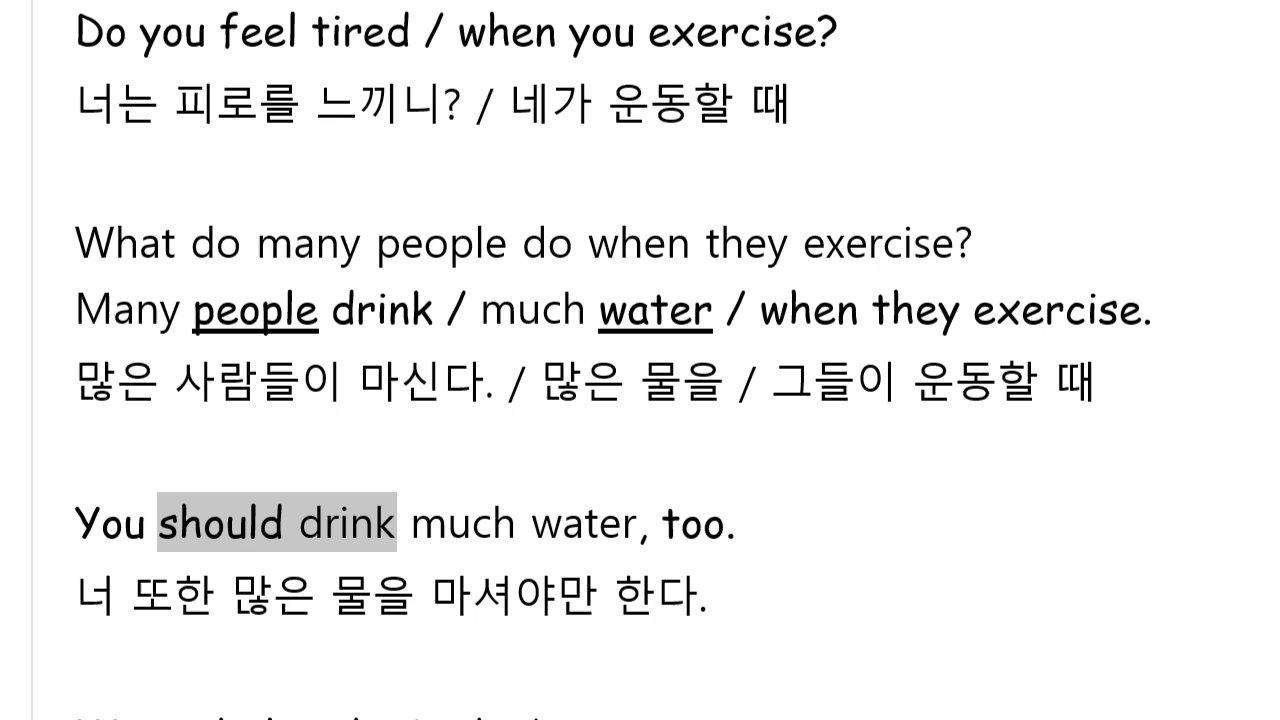 Do you feel tired / when you exercise?
너는 피로를 느끼니? / 네가 운동할 때
What do many people do when they exercise?
Many people drink / much water / when they exercise.
많은 사람들이 마신다. / 많은 물을 / 그들이 운동할 때
You should drink much water, too.
너 또한 많은 물을 마셔야만 한다.